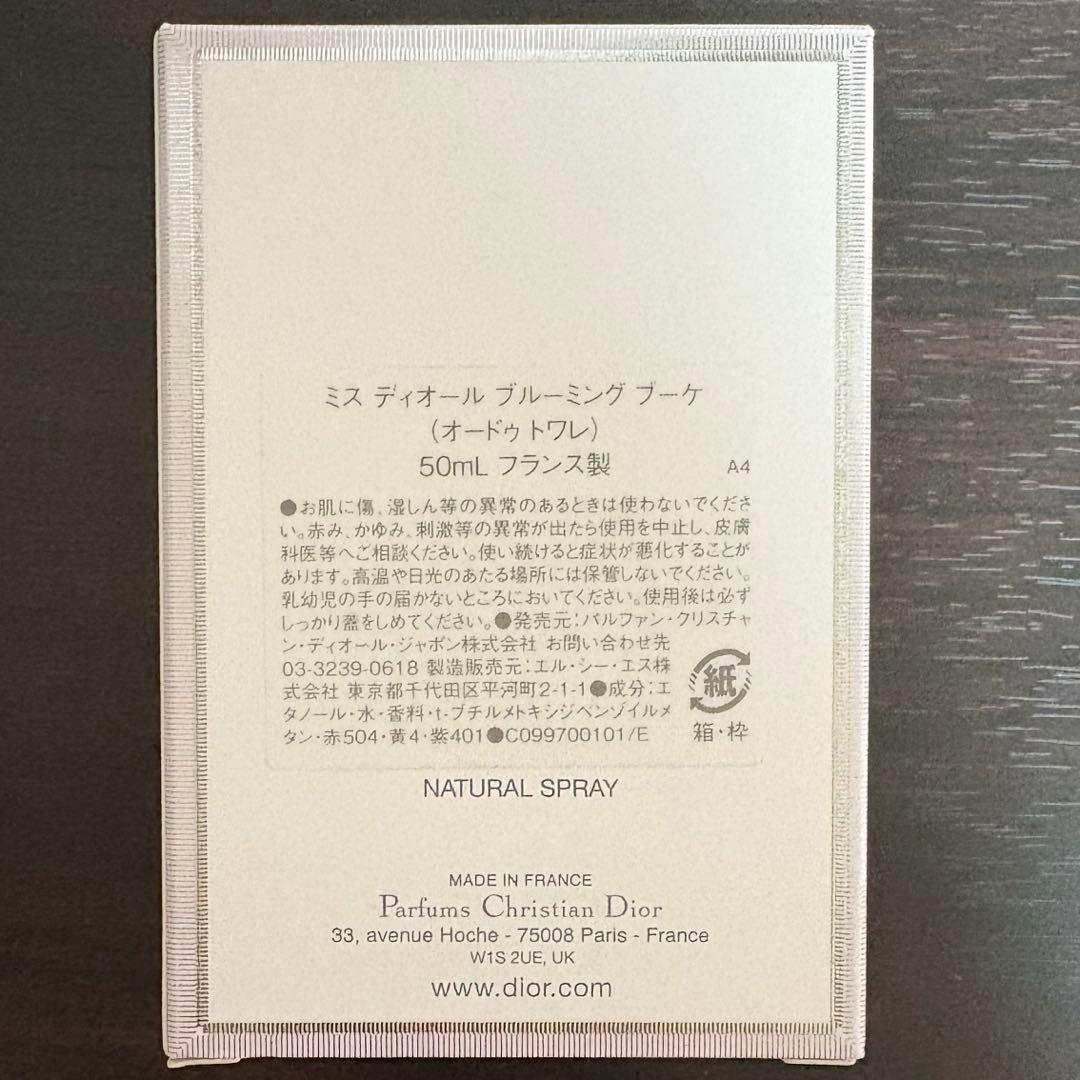 ミス ディオール ブルーミング ブーケ
(オードゥ トワレ)
50mL フランス製
A4
●お肌に傷、湿しん等の異常のあるときは使わないでくださ
い。赤み、かゆみ、刺激等の異常が出たら使用を中止し、皮膚
科医等へご相談ください。使い続けると症状が悪化することが
あります。高温や日光のあたる場所には保管しないでください。
乳幼児の手の届かないところにおいてください。使用後は必ず
しっかり蓋をしめてください。●発売元:パルファン・クリスチャ
ン・ディオール・ジャポン株式会社 お問い合わせ先
03-3239-0618 製造販売元:エル・シー・エス株
式会社 東京都千代田区平河町2-1-1●成分:エ
タノール・水・香料・t-ブチルメトキシジベンゾイルメ
タン・赤504・黄4・紫401●C099700101/E
紙
箱・枠
NATURAL SPRAY
MADE IN FRANCE
Parfums Christian Dior
33, avenue Hoche - 75008 Paris - France
W1S 2UE, UK
www.dior.com